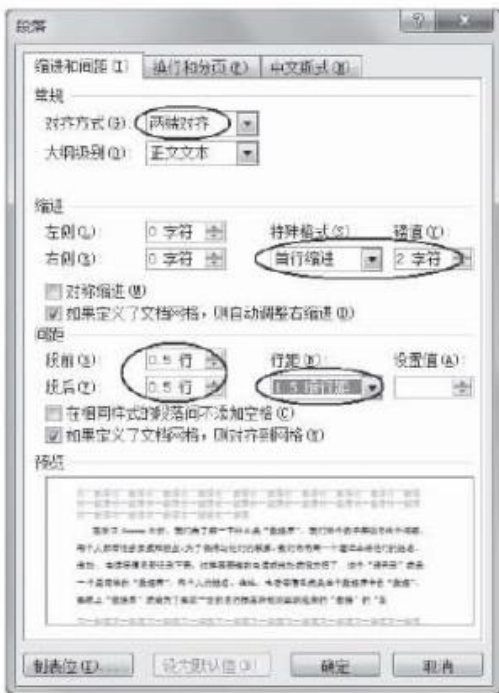 段落
缩进和间距(I) 换行和分页(P) 中文版式(H)
常规
对齐方式(G): 两端对齐
大纲级别(O): 正文文本
缩进
左侧(L): 0 字符 特殊格式(S): 磅值(Y):
右侧(R): 0 字符 首行缩进 2 字符
对称缩进(M)
如果定义了文档网格，则自动调整右缩进(D)
间距
段前(B): 0.5 行 行距(N): 设置值(A):
段后(F): 0.5 行 1.5 倍行距
在相同样式的段落间不添加空格(C)
如果定义了文档网格，则对齐到网格(W)
预览
制表位(T)... 设为默认值(D) 确定 取消